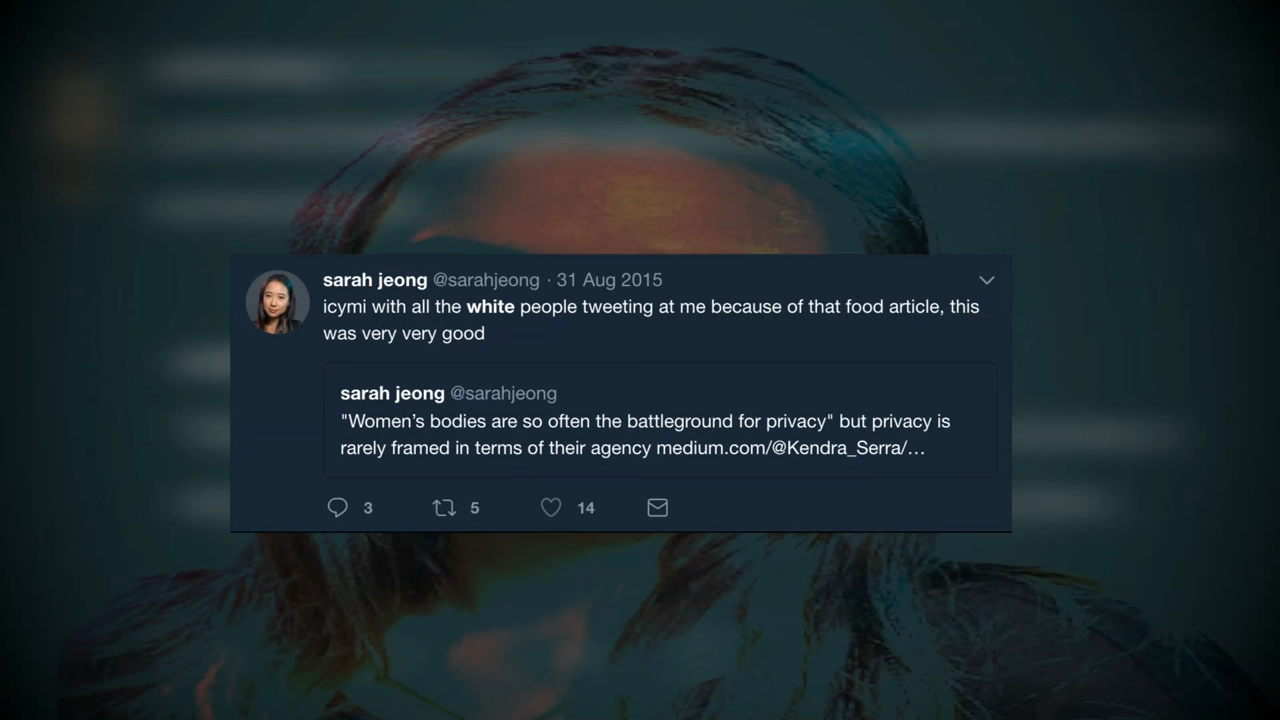 sarah jeong @sarahjeong · 31 Aug 2015
icymi with all the white people tweeting at me because of that food article, this
was very very good
sarah jeong @sarahjeong
"Women’s bodies are so often the battleground for privacy" but privacy is
rarely framed in terms of their agency medium.com/@Kendra_Serra/…
3 5 14